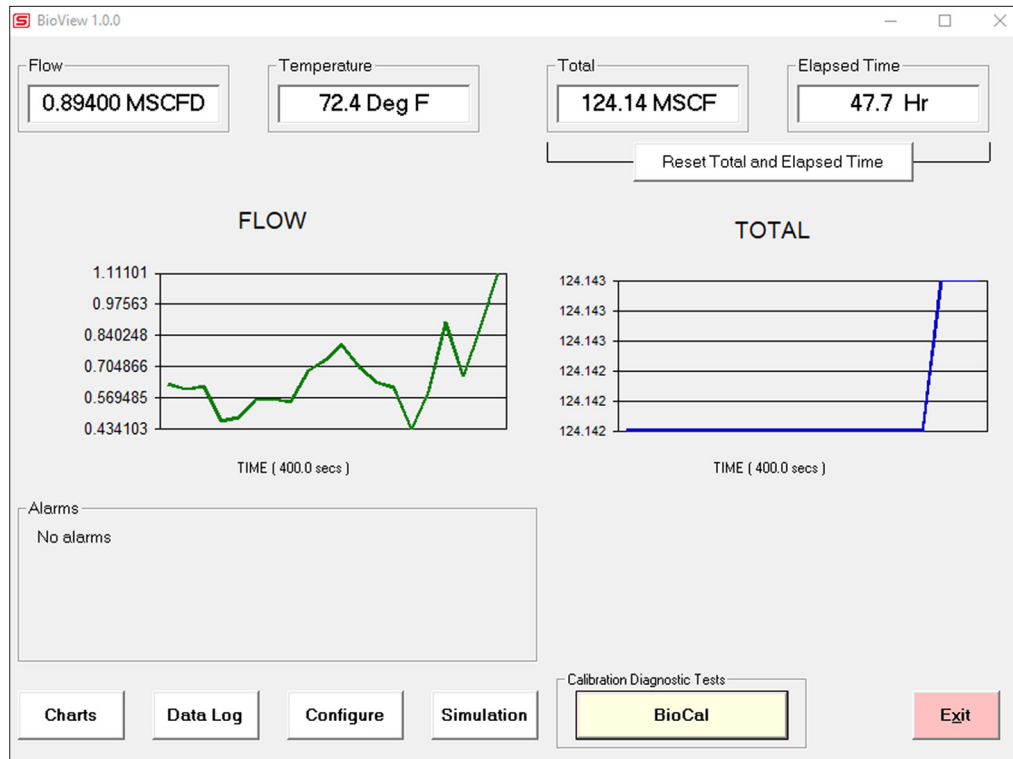 S BioView 1.0.0
Flow
0.89400 MSCFD
Temperature
72.4 Deg F
Total
124.14 MSCF
Elapsed Time
47.7 Hr
Reset Total and Elapsed Time
FLOW
1.11101
0.97563
0.840248
0.704866
0.569485
0.434103
TIME ( 400.0 secs )
TOTAL
124.143
124.143
124.143
124.142
124.142
124.142
TIME ( 400.0 secs )
Alarms
No alarms
Calibration Diagnostic Tests
Charts
Data Log
Configure
Simulation
BioCal
Exit